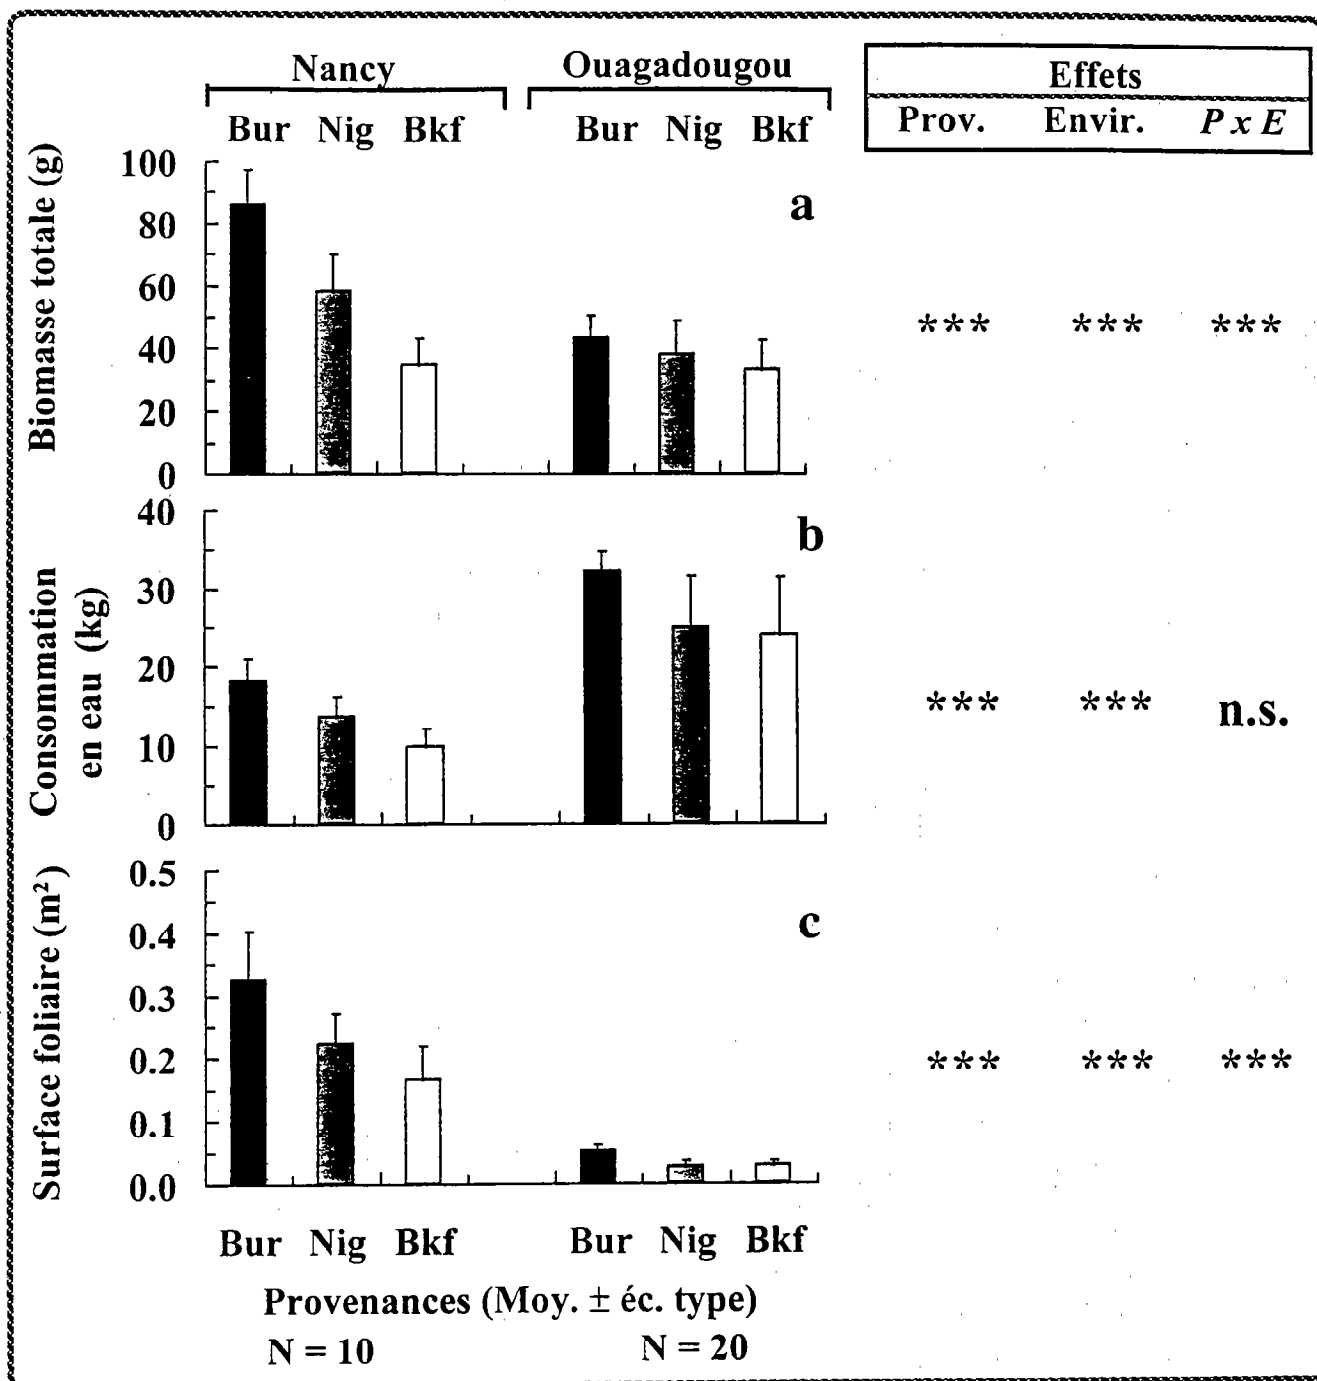 Nancy Ouagadougou Effets
Bur Nig Bkf Bur Nig Bkf Prov. Envir. P x E
Biomasse totale (g)
100
80
60
40
20
0
a
*** *** ***
Consommation
en eau (kg)
40
30
20
10
0
b
*** *** n.s.
Surface foliaire (m²)
0.5
0.4
0.3
0.2
0.1
0.0
c
*** *** ***
Bur Nig Bkf Bur Nig Bkf
Provenances (Moy. ± éc. type)
N = 10 N = 20